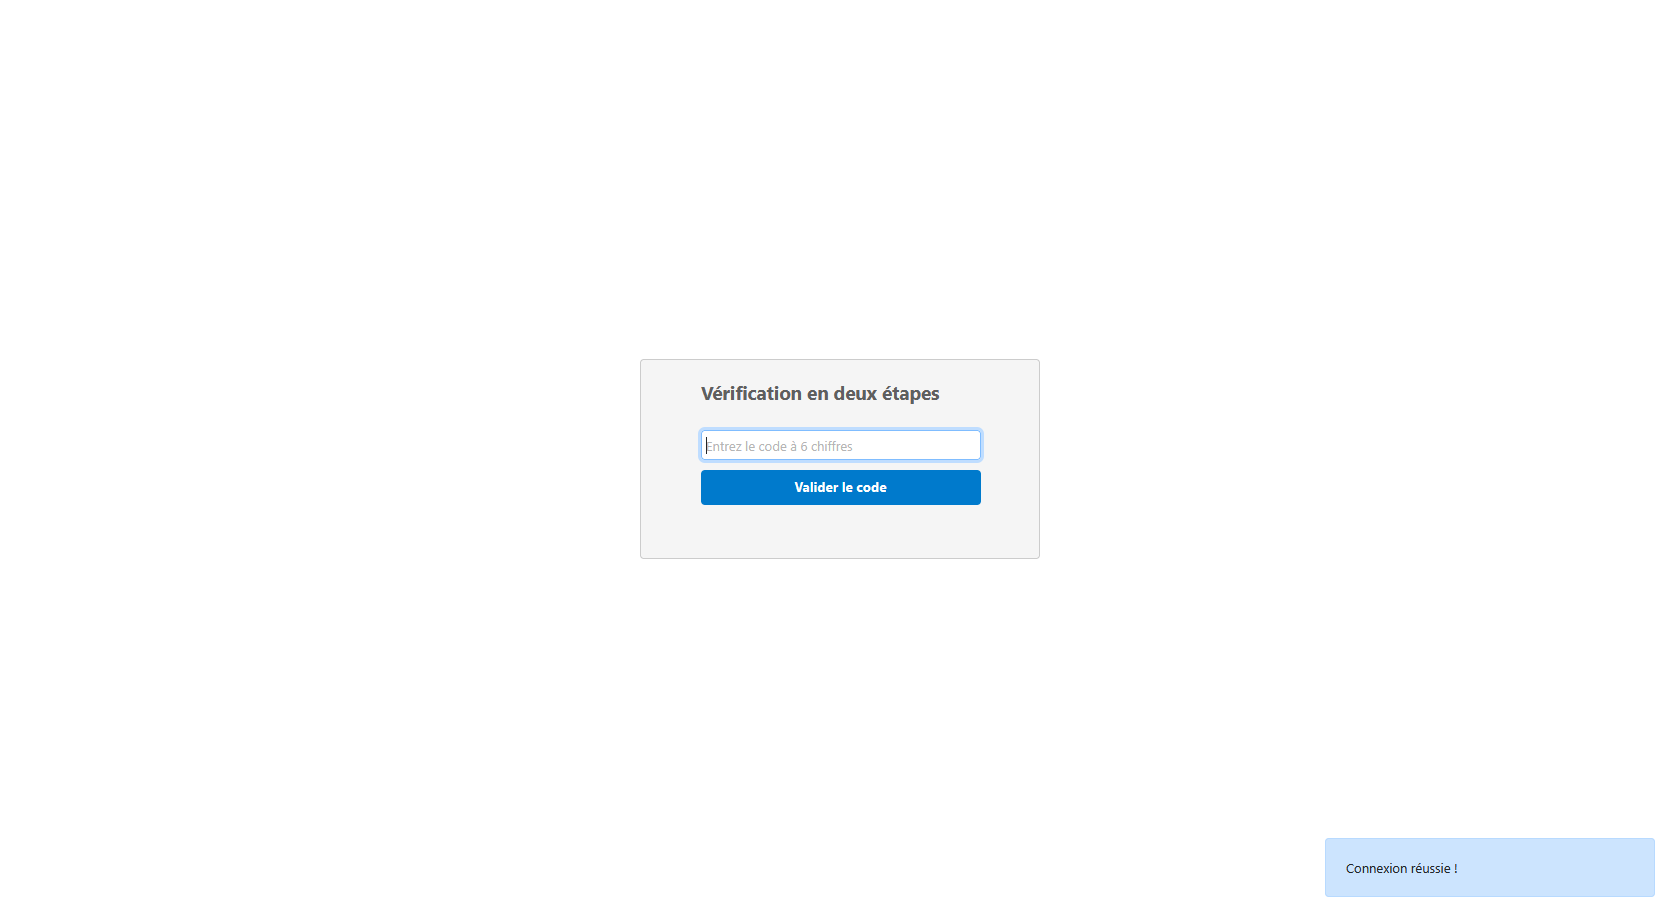 Vérification en deux étapes
Entrez le code à 6 chiffres
Valider le code
Connexion réussie !